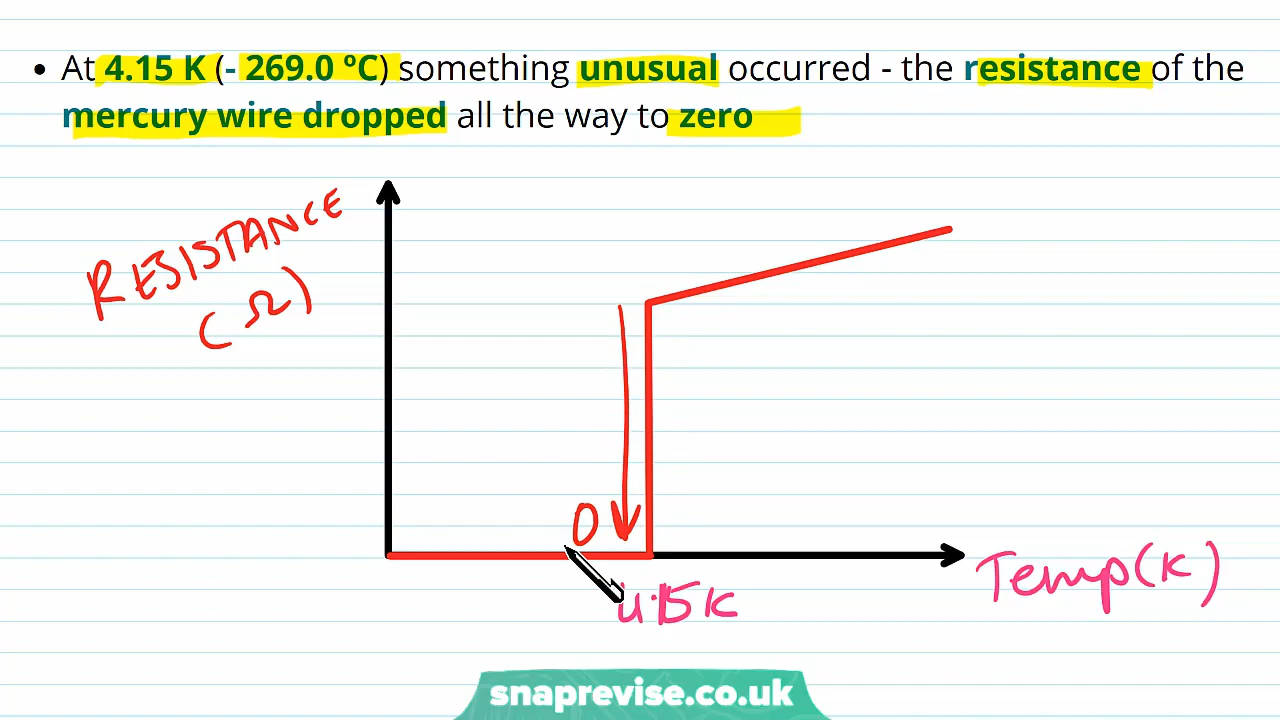 • At 4.15 K (- 269.0 ºC) something unusual occurred - the resistance of the
mercury wire dropped all the way to zero
RESISTANCE
(Ω)
0
4.15K
Temp(K)
snaprevise.co.uk